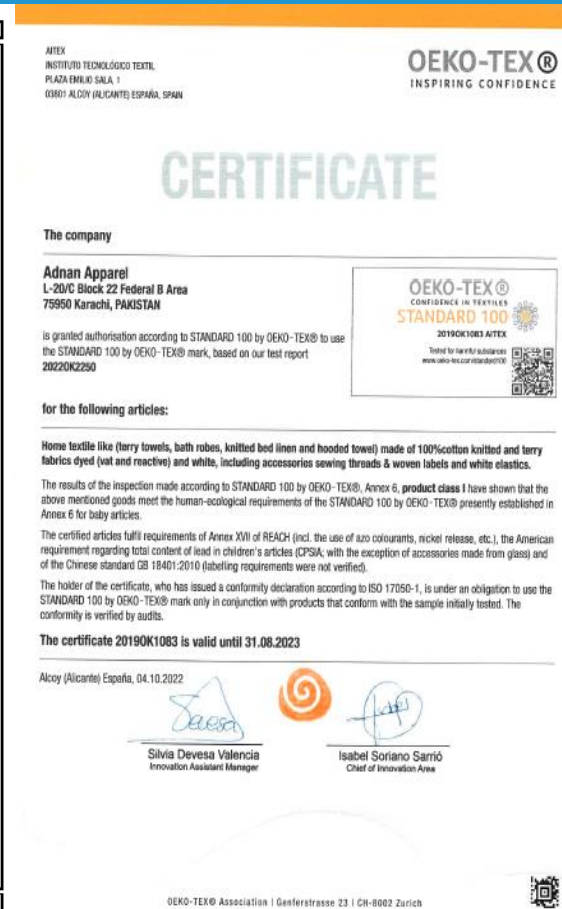 AITEX
INSTITUTO TECNOLÓGICO TEXTIL
PLAZA EMILIO SALA, 1
03801 ALCOY (ALICANTE) ESPAÑA, SPAIN
OEKO-TEX®
INSPIRING CONFIDENCE
CERTIFICATE
The company
Adnan Apparel
L-20/C Block 22 Federal B Area
75950 Karachi, PAKISTAN
is granted authorisation according to STANDARD 100 by OEKO-TEX® to use
the STANDARD 100 by OEKO-TEX® mark, based on our test report
2022OK2250
OEKO-TEX®
CONFIDENCE IN TEXTILES
STANDARD 100
2019OK1083 AITEX
Tested for harmful substances
www.oeko-tex.com/standard100
for the following articles:
Home textile like (terry towels, bath robes, knitted bed linen and hooded towel) made of 100%cotton knitted and terry
fabrics dyed (vat and reactive) and white, including accessories sewing threads & woven labels and white elastics.
The results of the inspection made according to STANDARD 100 by OEKO-TEX®, Annex 6, product class I have shown that the
above mentioned goods meet the human-ecological requirements of the STANDARD 100 by OEKO-TEX® presently established in
Annex 6 for baby articles.
The certified articles fulfil requirements of Annex XVII of REACH (incl. the use of azo colourants, nickel release, etc.), the American
requirement regarding total content of lead in children's articles (CPSIA; with the exception of accessories made from glass) and
of the Chinese standard GB 18401:2010 (labelling requirements were not verified).
The holder of the certificate, who has issued a conformity declaration according to ISO 17050-1, is under an obligation to use the
STANDARD 100 by OEKO-TEX® mark only in conjunction with products that conform with the sample initially tested. The
conformity is verified by audits.
The certificate 2019OK1083 is valid until 31.08.2023
Alcoy (Alicante) España, 04.10.2022
Silvia Devesa Valencia
Innovation Assistant Manager
Isabel Soriano Sarrió
Chief of Innovation Area
OEKO-TEX® Association | Genferstrasse 23 | CH-8002 Zurich